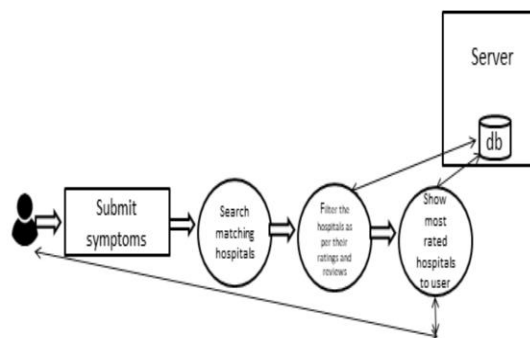 Server
db
Submit
symptoms
Search
matching
hospitals
Filter the
hospitals as
per their
ratings and
reviews
Show
most
rated
hospitals
to user